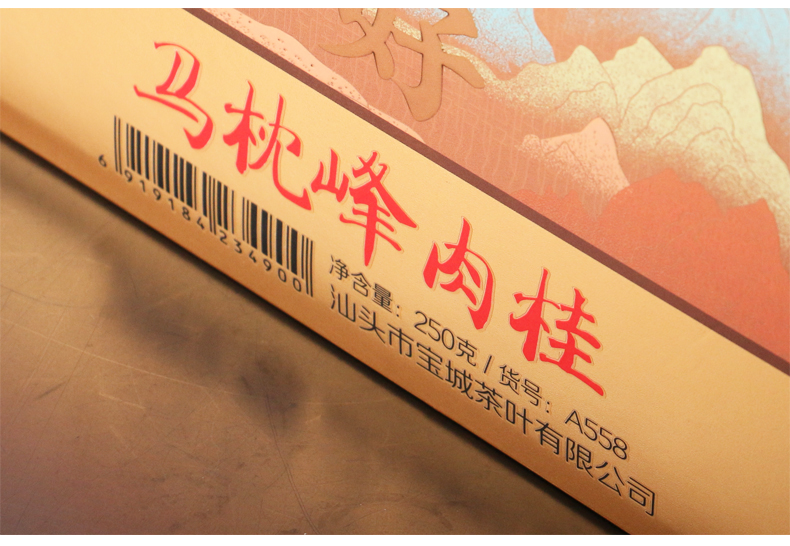 好
马枕峰肉桂
6 919184 234900
净含量：250克 / 货号：A558
汕头市宝城茶叶有限公司